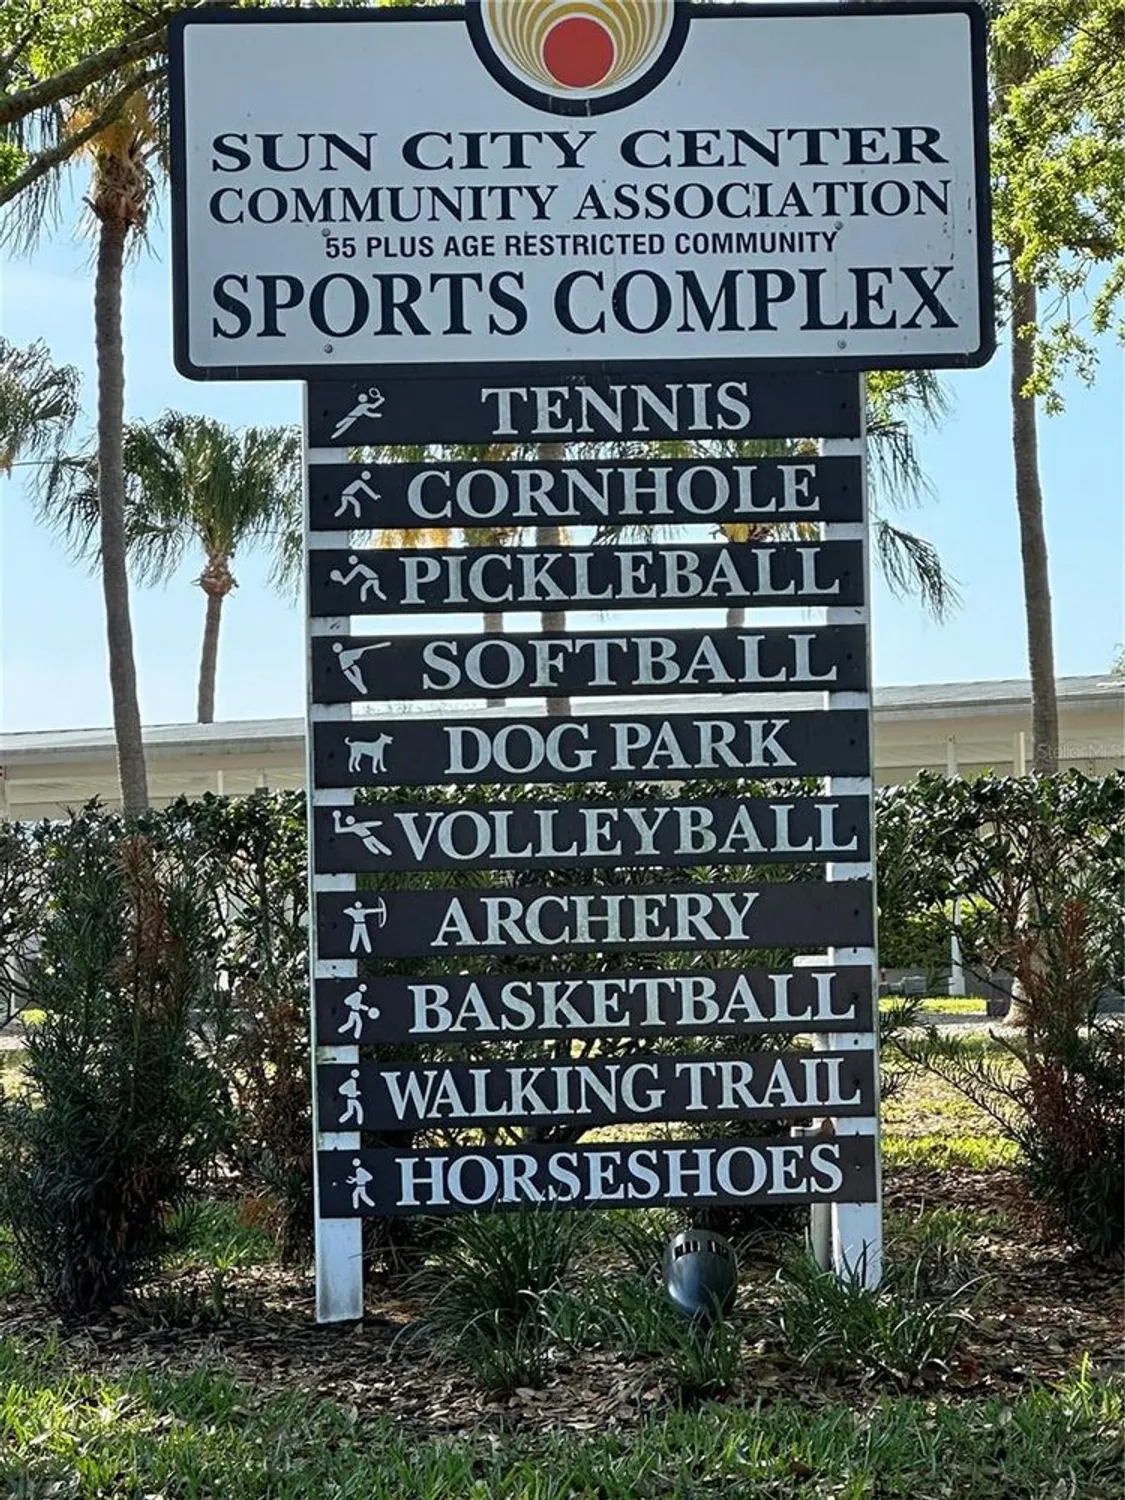 SUN CITY CENTER
COMMUNITY ASSOCIATION
55 PLUS AGE RESTRICTED COMMUNITY
SPORTS COMPLEX
TENNIS
CORNHOLE
PICKLEBALL
SOFTBALL
DOG PARK
VOLLEYBALL
ARCHERY
BASKETBALL
WALKING TRAIL
HORSESHOES